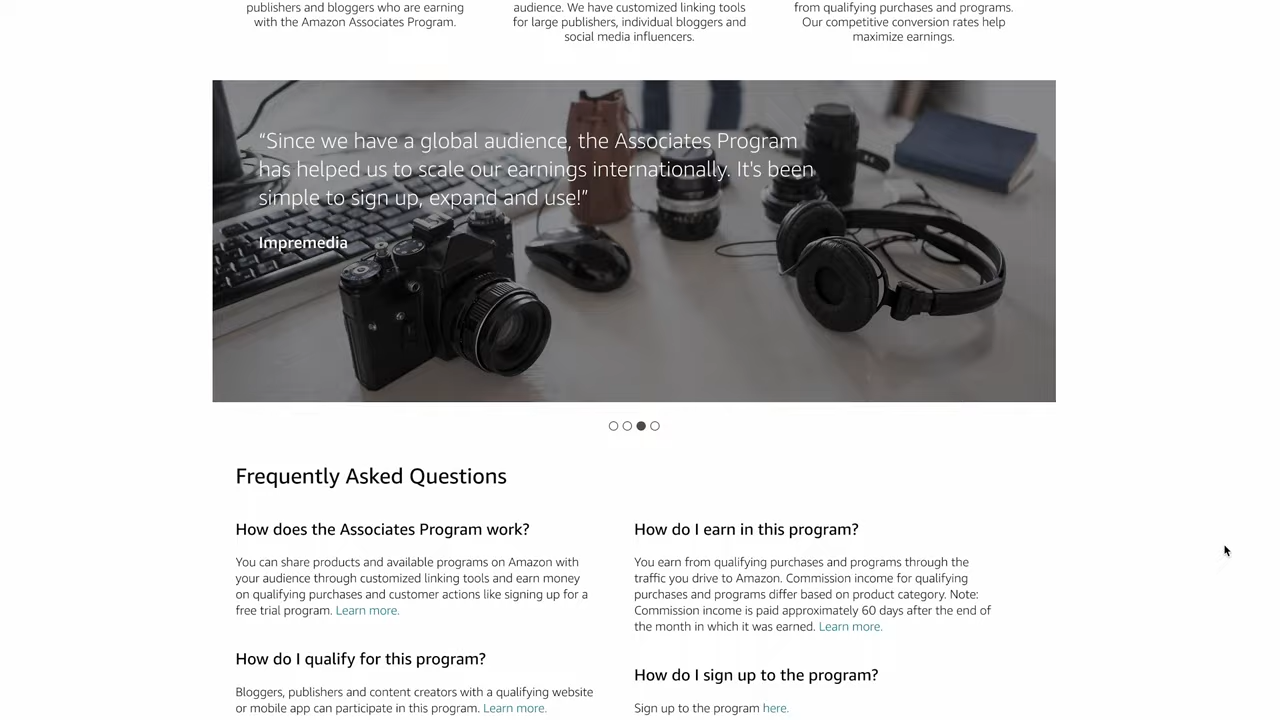 publishers and bloggers who are earning
with the Amazon Associates Program.
audience. We have customized linking tools
for large publishers, individual bloggers and
social media influencers.
from qualifying purchases and programs.
Our competitive conversion rates help
maximize earnings.
“Since we have a global audience, the Associates Program
has helped us to scale our earnings internationally. It's been
simple to sign up, expand and use!”
Impremedia
Frequently Asked Questions
How does the Associates Program work?
You can share products and available programs on Amazon with
your audience through customized linking tools and earn money
on qualifying purchases and customer actions like signing up for a
free trial program. Learn more.
How do I qualify for this program?
Bloggers, publishers and content creators with a qualifying website
or mobile app can participate in this program. Learn more.
How do I earn in this program?
You earn from qualifying purchases and programs through the
traffic you drive to Amazon. Commission income for qualifying
purchases and programs differ based on product category. Note:
Commission income is paid approximately 60 days after the end of
the month in which it was earned. Learn more.
How do I sign up to the program?
Sign up to the program here.